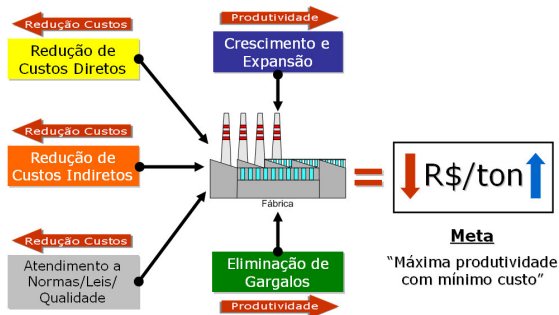 Redução Custos
Redução de
Custos Diretos
Produtividade
Crescimento e
Expansão
Redução Custos
Redução de
Custos Indiretos
Fábrica
R$/ton
Meta
“Máxima produtividade
com mínimo custo”
Redução Custos
Atendimento a
Normas/Leis/
Qualidade
Eliminação de
Gargalos
Produtividade